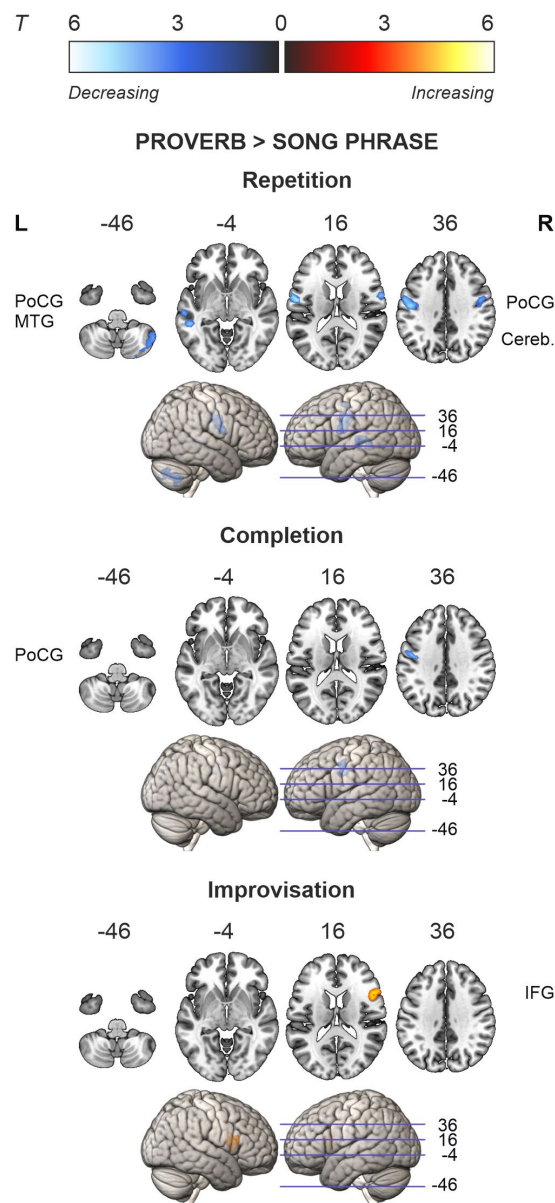 T 6 3 0 3 6
Decreasing Increasing
PROVERB > SONG PHRASE
Repetition
L -46 -4 16 36 R
PoCG PoCG
MTG
Cereb.
36
16
-4
-46
Completion
-46 -4 16 36
PoCG
36
16
-4
-46
Improvisation
-46 -4 16 36
IFG
36
16
-4
-46